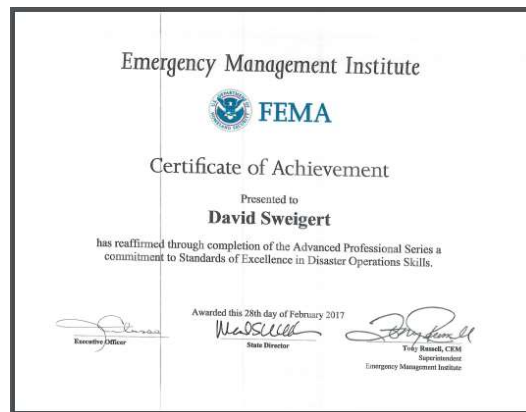 Emergency Management Institute
FEMA
Certificate of Achievement
Presented to
David Sweigert
has reaffirmed through completion of the Advanced Professional Series a
commitment to Standards of Excellence in Disaster Operations Skills.
Awarded this 28th day of February 2017
Executive Officer
State Director
Tony Russell, CEM
Superintendent
Emergency Management Institute